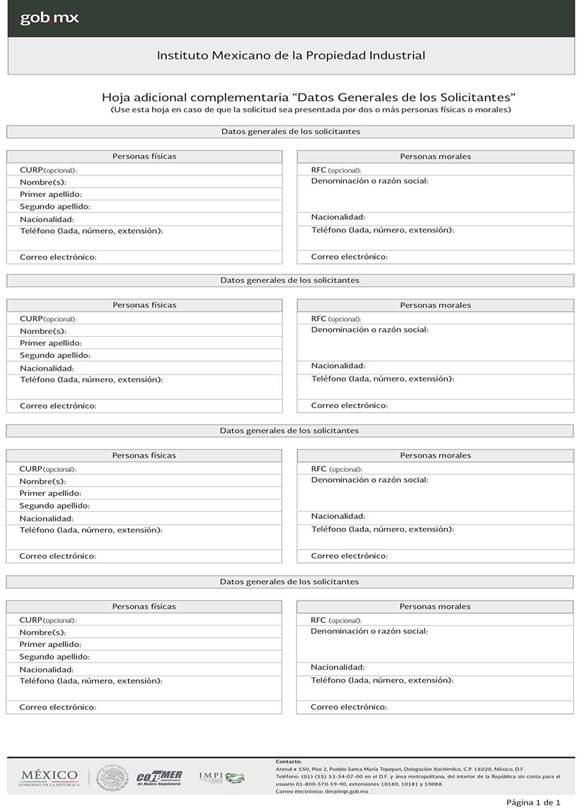 gob.mx
Instituto Mexicano de la Propiedad Industrial
Hoja adicional complementaria “Datos Generales de los Solicitantes”
(Use esta hoja en caso de que la solicitud sea presentada por dos o más personas físicas o morales)
Datos generales de los solicitantes
Personas físicas
CURP(opcional):
Nombre(s):
Primer apellido:
Segundo apellido:
Nacionalidad:
Teléfono (lada, número, extensión):
Correo electrónico:
Personas morales
RFC (opcional):
Denominación o razón social:
Nacionalidad:
Teléfono (lada, número, extensión):
Correo electrónico:
Datos generales de los solicitantes
Personas físicas
CURP(opcional):
Nombre(s):
Primer apellido:
Segundo apellido:
Nacionalidad:
Teléfono (lada, número, extensión):
Correo electrónico:
Personas morales
RFC (opcional):
Denominación o razón social:
Nacionalidad:
Teléfono (lada, número, extensión):
Correo electrónico:
Datos generales de los solicitantes
Personas físicas
CURP(opcional):
Nombre(s):
Primer apellido:
Segundo apellido:
Nacionalidad:
Teléfono (lada, número, extensión):
Correo electrónico:
Personas morales
RFC (opcional):
Denominación o razón social:
Nacionalidad:
Teléfono (lada, número, extensión):
Correo electrónico:
Datos generales de los solicitantes
Personas físicas
CURP(opcional):
Nombre(s):
Primer apellido:
Segundo apellido:
Nacionalidad:
Teléfono (lada, número, extensión):
Correo electrónico:
Personas morales
RFC (opcional):
Denominación o razón social:
Nacionalidad:
Teléfono (lada, número, extensión):
Correo electrónico:
MÉXICO
GOBIERNO DE LA REPÚBLICA
COFEMER
de Mejora Regulatoria
IMPI
Contacto:
Arenal # 550, Piso 2, Pueblo Santa María Tepepan, Delegación Xochimilco, C.P. 16020, México, D.F.
Teléfono: (01) (55) 53-34-07-00 en el D.F. y área metropolitana, del interior de la República sin costo para el
usuario 01-800-570-59-90, extensiones 10180, 10181 y 10088.
Correo electrónico: dm@impi.gob.mx
Página 1 de 1